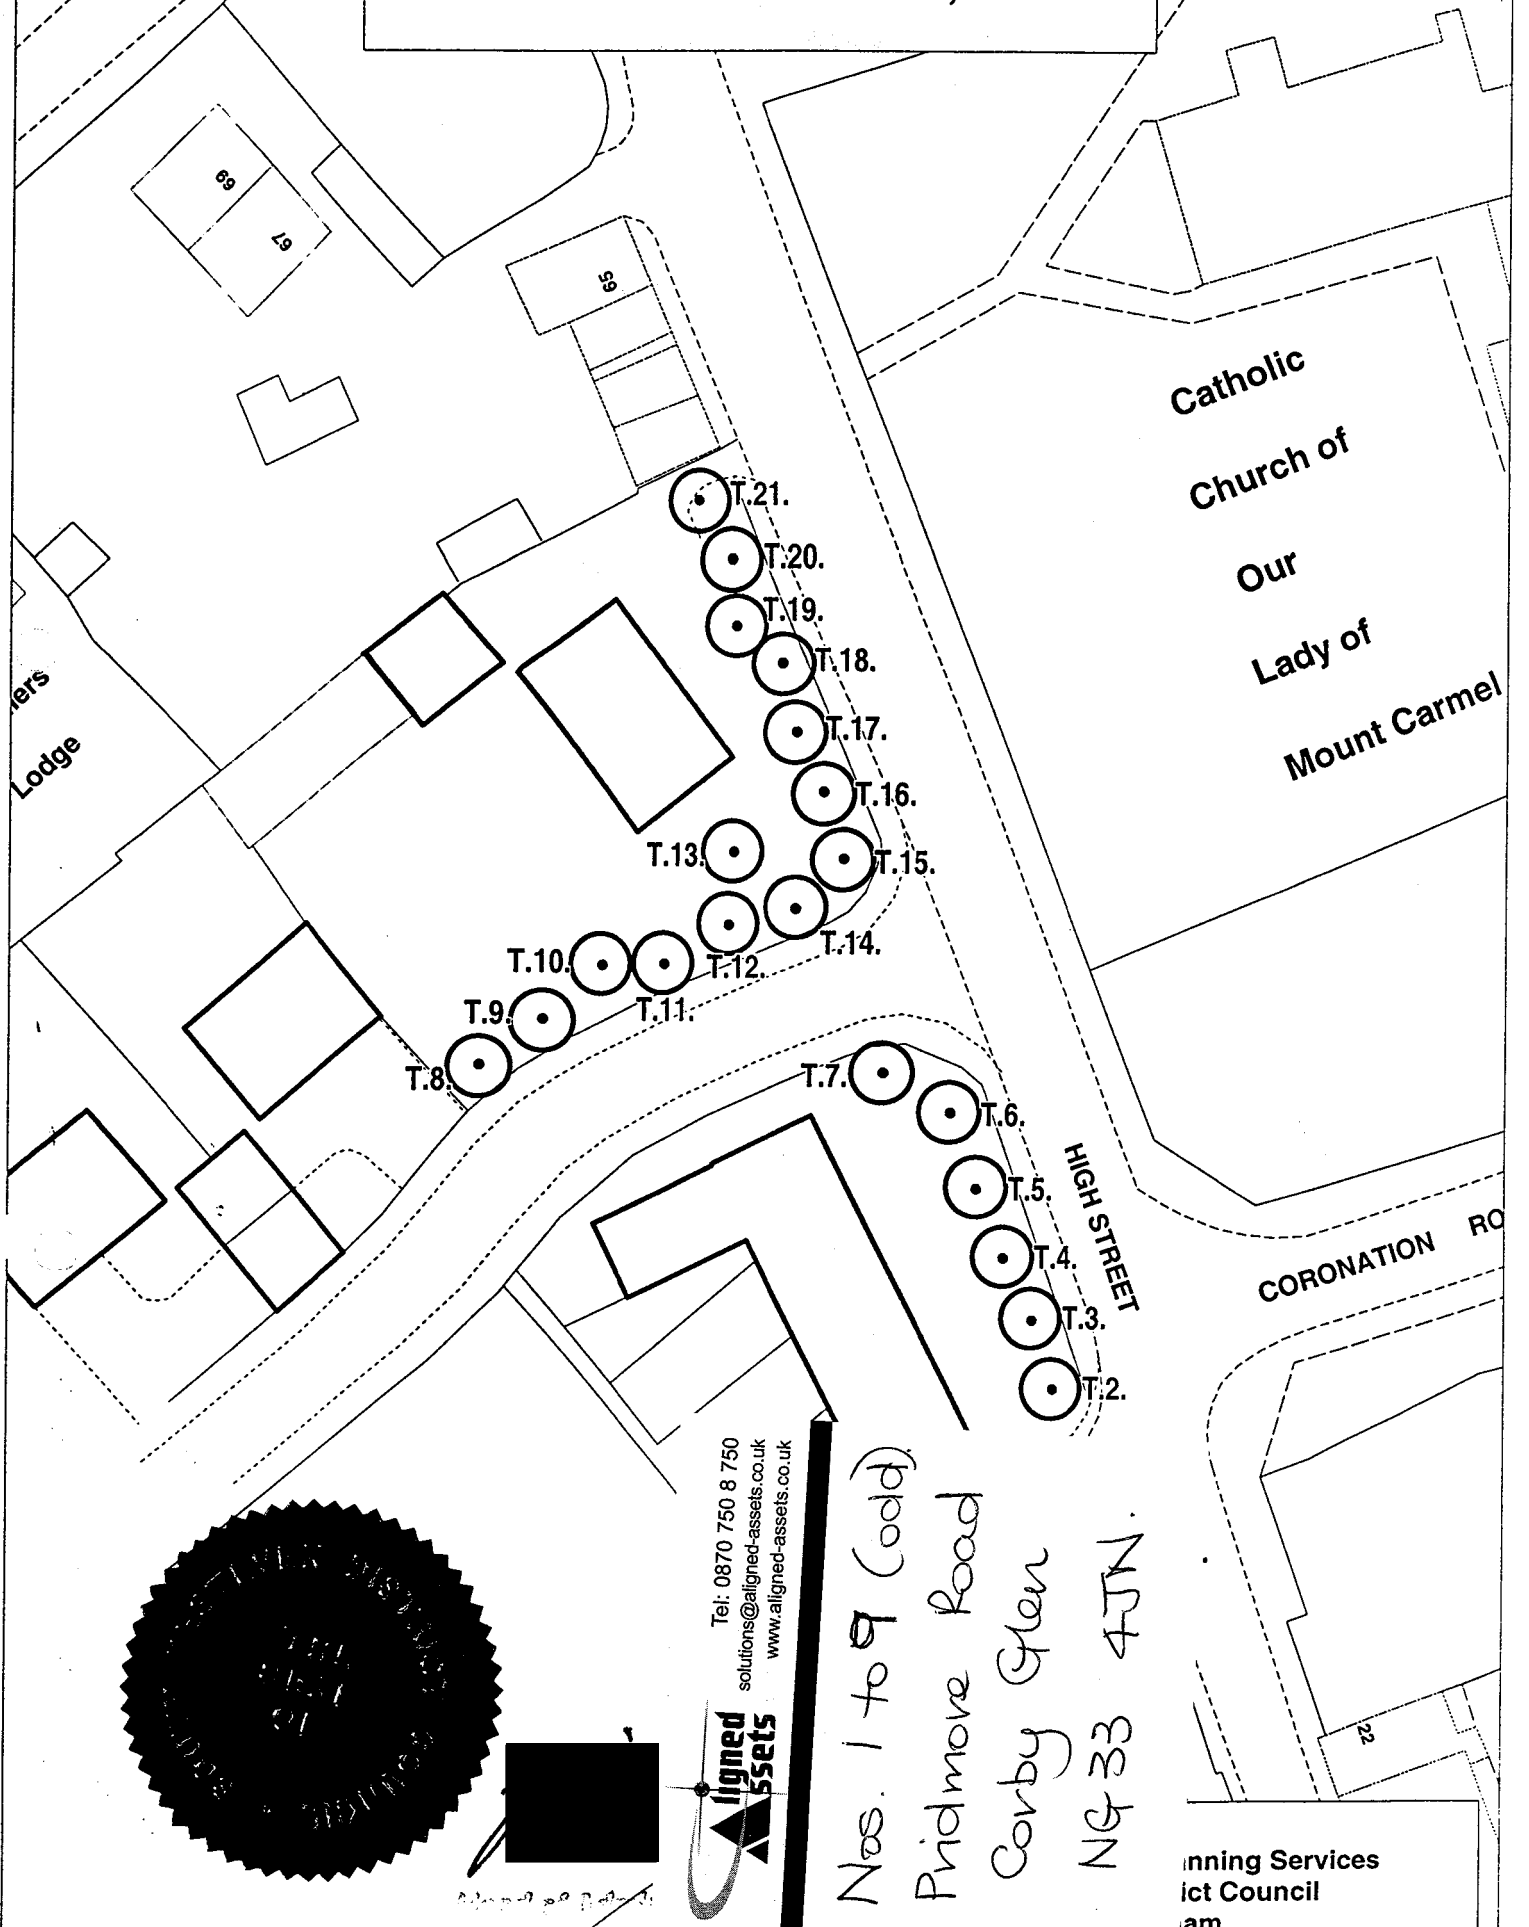 69
67
65
Catholic
Church of
Our
Lady of
Mount Carmel
T.21.
T.20.
T.19.
T.18.
T.17.
T.16.
T.15.
T.13.
T.14.
T.12.
T.10.
T.11.
T.9.
T.8.
Lodge
T.7.
T.6.
T.5.
T.4.
T.3.
T.2.
HIGH STREET
CORONATION RO
22
Tel: 0870 750 8 750
solutions@aligned-assets.co.uk
www.aligned-assets.co.uk
ligned
ssets
Nos. 1 to 9 (odd).
Pridmore Road
Corby Glen
NG33 4JN.
nning Services
ict Council
am